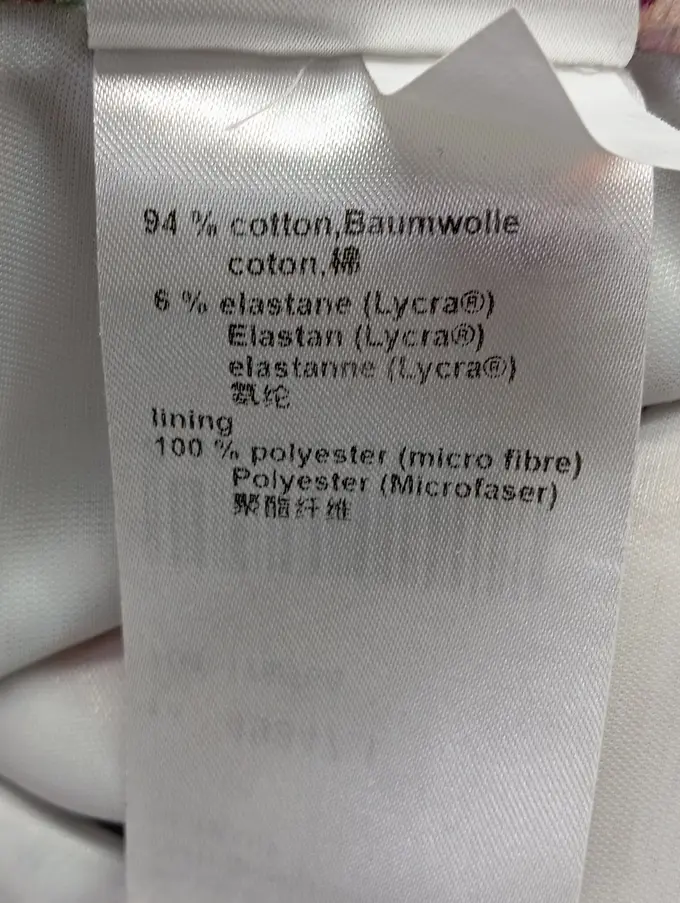 94 % cotton,Baumwolle
coton,棉
6 % elastane (Lycra®)
Elastan (Lycra®)
elastanne (Lycra®)
氨纶
lining
100 % polyester (micro fibre)
Polyester (Microfaser)
聚酯纤维